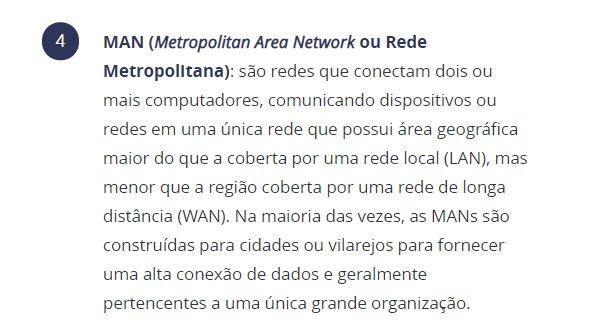 4
MAN (Metropolitan Area Network ou Rede
Metropolitana): são redes que conectam dois ou
mais computadores, comunicando dispositivos ou
redes em uma única rede que possui área geográfica
maior do que a coberta por uma rede local (LAN), mas
menor que a região coberta por uma rede de longa
distância (WAN). Na maioria das vezes, as MANs são
construídas para cidades ou vilarejos para fornecer
uma alta conexão de dados e geralmente
pertencentes a uma única grande organização.